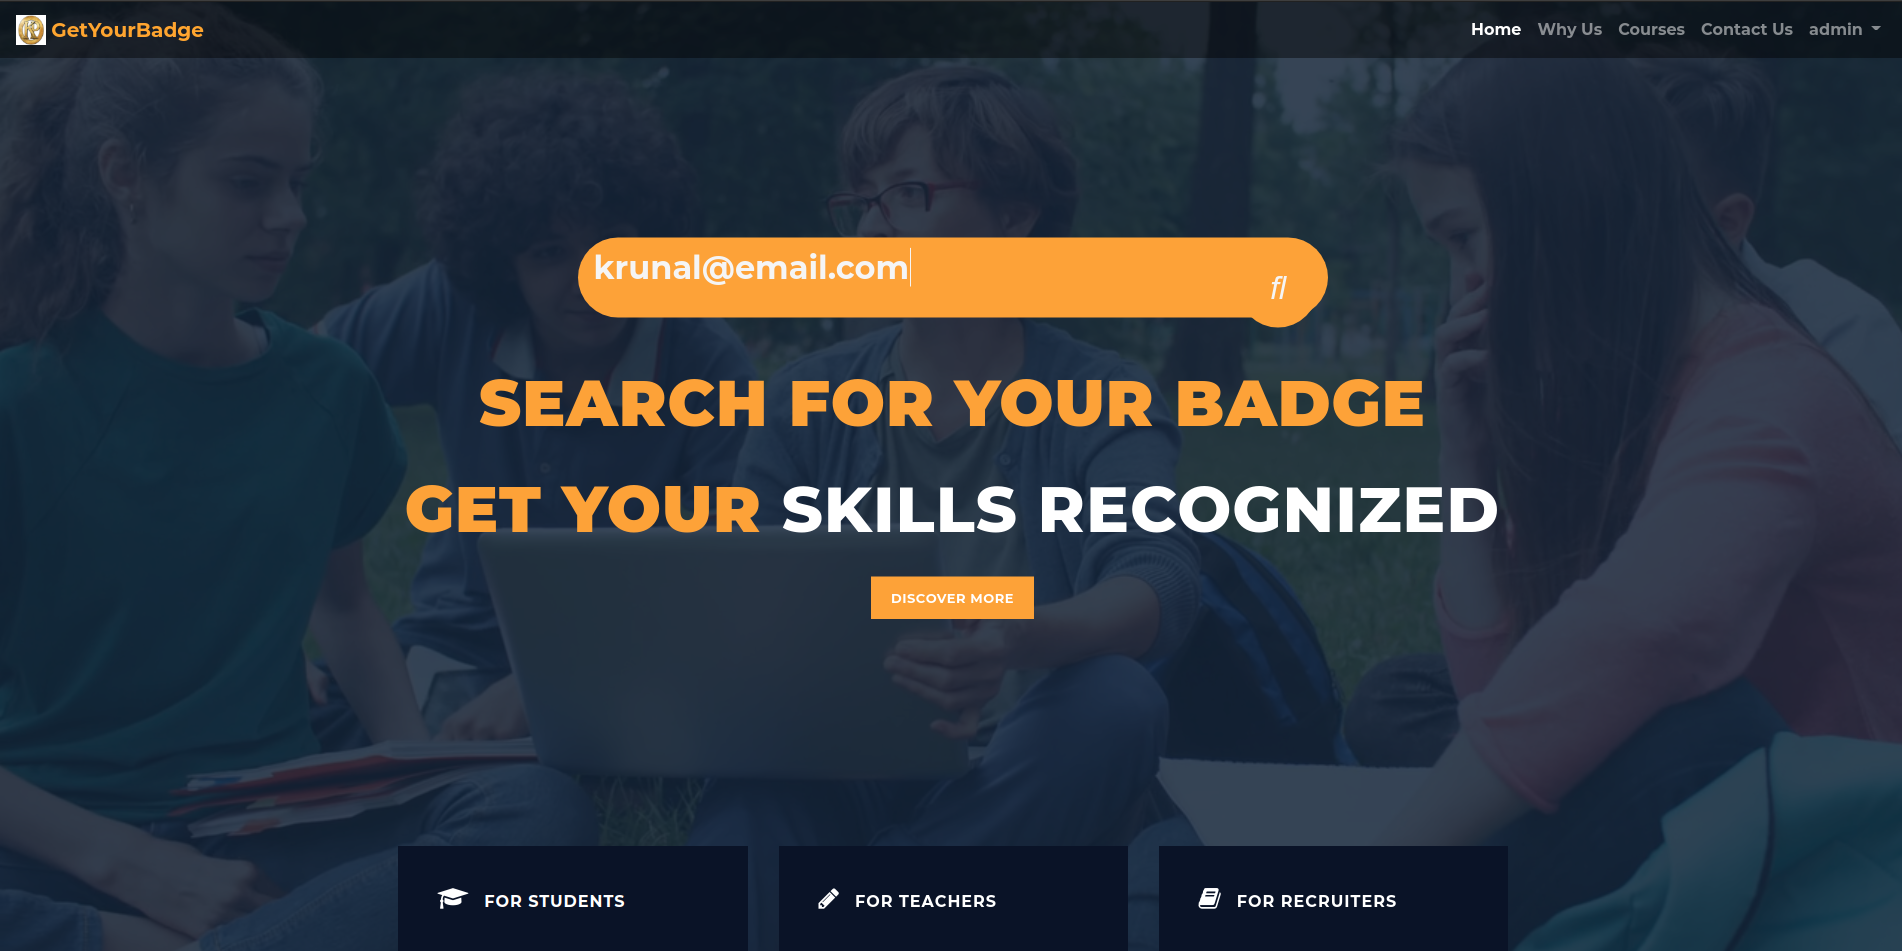 GetYourBadge
Home Why Us Courses Contact Us admin
krunal@email.com
fl
SEARCH FOR YOUR BADGE
GET YOUR SKILLS RECOGNIZED
DISCOVER MORE
FOR STUDENTS
FOR TEACHERS
FOR RECRUITERS